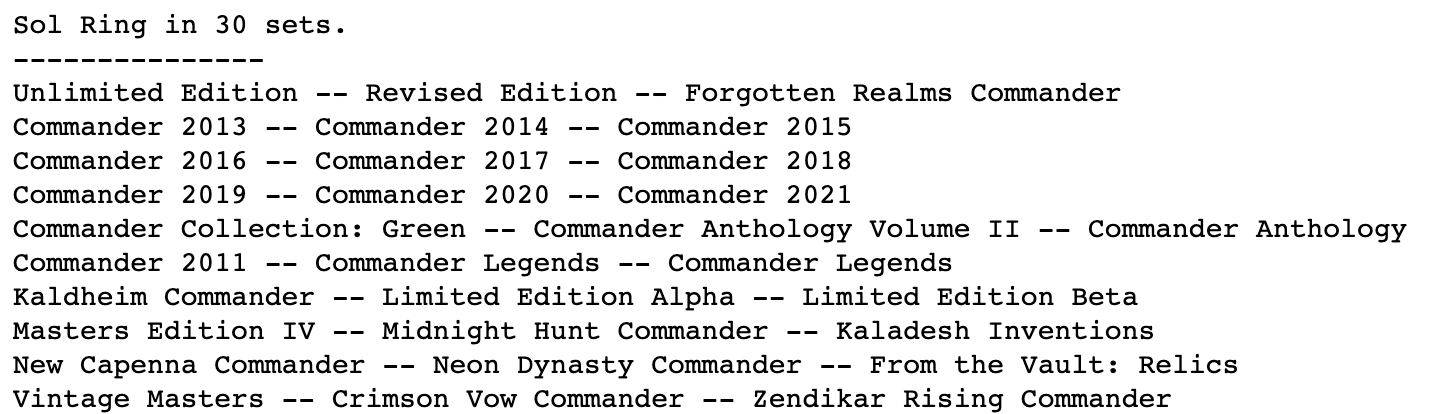 Sol Ring in 30 sets.
---------------
Unlimited Edition -- Revised Edition -- Forgotten Realms Commander
Commander 2013 -- Commander 2014 -- Commander 2015
Commander 2016 -- Commander 2017 -- Commander 2018
Commander 2019 -- Commander 2020 -- Commander 2021
Commander Collection: Green -- Commander Anthology Volume II -- Commander Anthology
Commander 2011 -- Commander Legends -- Commander Legends
Kaldheim Commander -- Limited Edition Alpha -- Limited Edition Beta
Masters Edition IV -- Midnight Hunt Commander -- Kaladesh Inventions
New Capenna Commander -- Neon Dynasty Commander -- From the Vault: Relics
Vintage Masters -- Crimson Vow Commander -- Zendikar Rising Commander